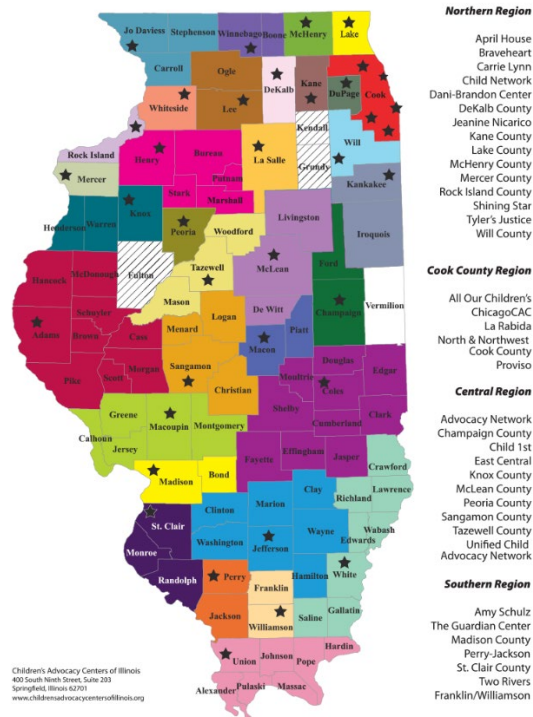 Jo Daviess
Stephenson
Winnebago
Boone
McHenry
Lake
Carroll
Ogle
DeKalb
Kane
DuPage
Cook
Whiteside
Lee
Kendall
Will
Rock Island
Henry
Bureau
La Salle
Grundy
Mercer
Putnam
Kankakee
Stark
Marshall
Henderson
Warren
Knox
Peoria
Woodford
Livingston
Iroquois
Fulton
Tazewell
McLean
Ford
Hancock
McDonough
Mason
Schuyler
Logan
De Witt
Champaign
Vermilion
Adams
Brown
Cass
Menard
Piatt
Macon
Sangamon
Douglas
Edgar
Pike
Scott
Morgan
Christian
Moultrie
Coles
Greene
Macoupin
Montgomery
Shelby
Cumberland
Clark
Calhoun
Jersey
Fayette
Effingham
Jasper
Crawford
Madison
Bond
Clay
Richland
Lawrence
Clinton
Marion
St. Clair
Wayne
Wabash
Edwards
Monroe
Washington
Jefferson
White
Randolph
Perry
Franklin
Hamilton
Jackson
Williamson
Saline
Gallatin
Union
Johnson
Pope
Hardin
Alexander
Pulaski
Massac
Children's Advocacy Centers of Illinois
400 South Ninth Street, Suite 203
Springfield, Illinois 62701
www.childrensadvocacycentersofillinois.org
Northern Region
April House
Braveheart
Carrie Lynn
Child Network
Dani-Brandon Center
DeKalb County
Jeanine Nicarico
Kane County
Lake County
McHenry County
Mercer County
Rock Island County
Shining Star
Tyler's Justice
Will County
Cook County Region
All Our Children's
ChicagoCAC
La Rabida
North & Northwest
Cook County
Proviso
Central Region
Advocacy Network
Champaign County
Child 1st
East Central
Knox County
McLean County
Peoria County
Sangamon County
Tazewell County
Unified Child
Advocacy Network
Southern Region
Amy Schulz
The Guardian Center
Madison County
Perry-Jackson
St. Clair County
Two Rivers
Franklin/Williamson